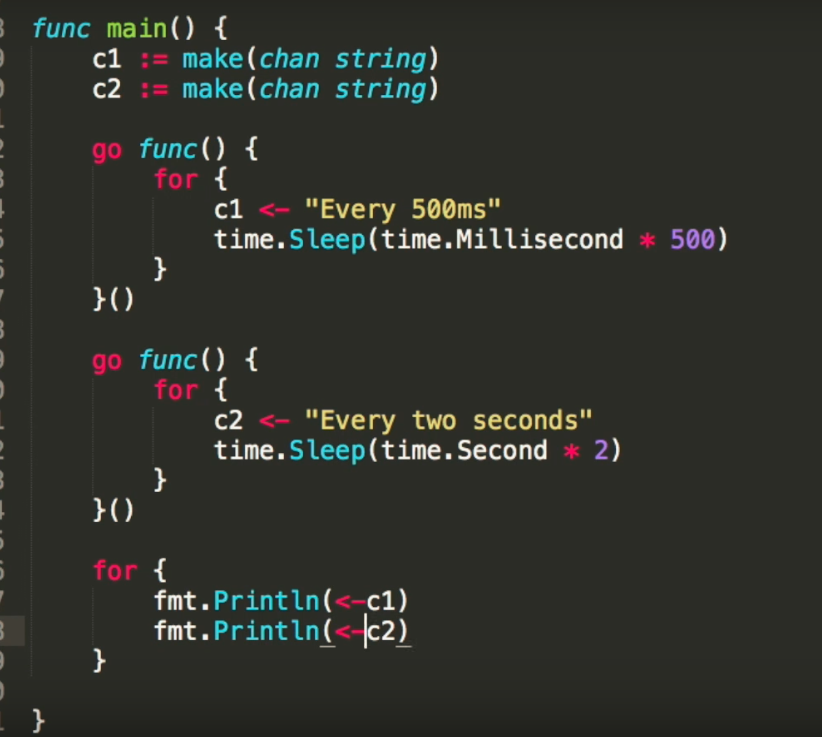 func main() {
    c1 := make(chan string)
    c2 := make(chan string)

    go func() {
        for {
            c1 <- "Every 500ms"
            time.Sleep(time.Millisecond * 500)
        }
    }()

    go func() {
        for {
            c2 <- "Every two seconds"
            time.Sleep(time.Second * 2)
        }
    }()

    for {
        fmt.Println(<-c1)
        fmt.Println(<-c2)
    }

}